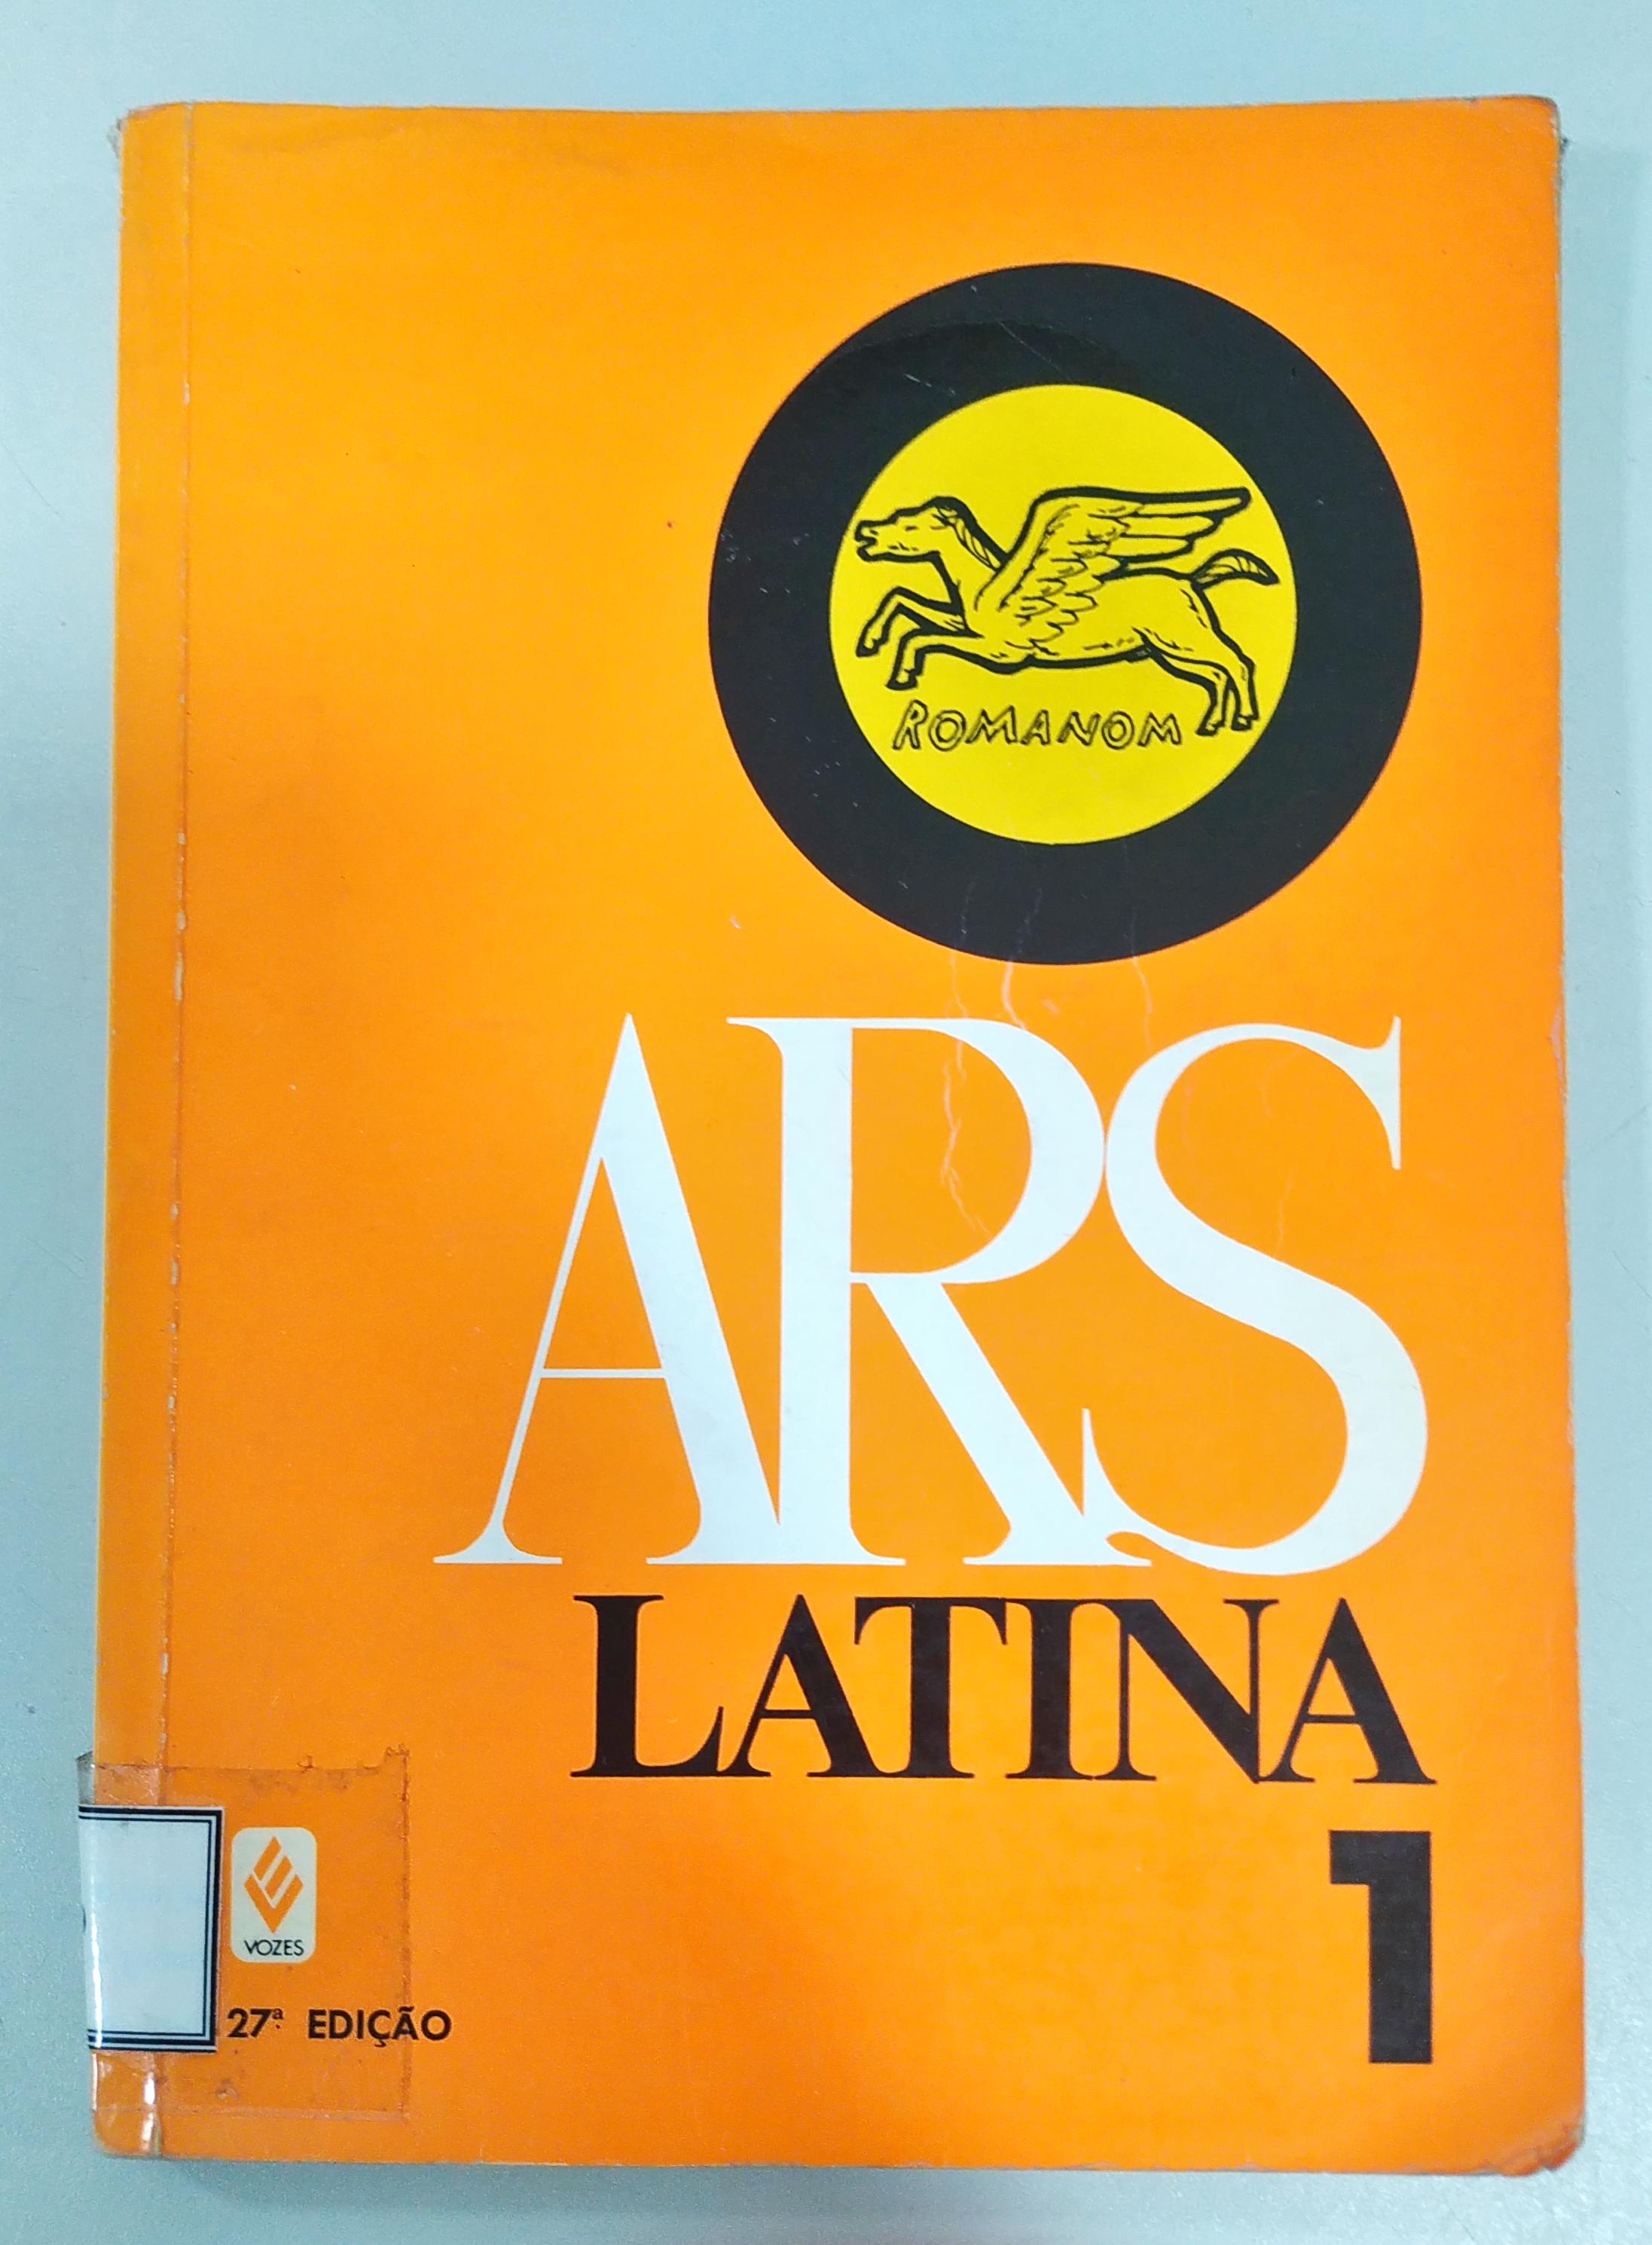 ROMANOM
ARS
LATINA
1
VOZES
27ª EDIÇÃO